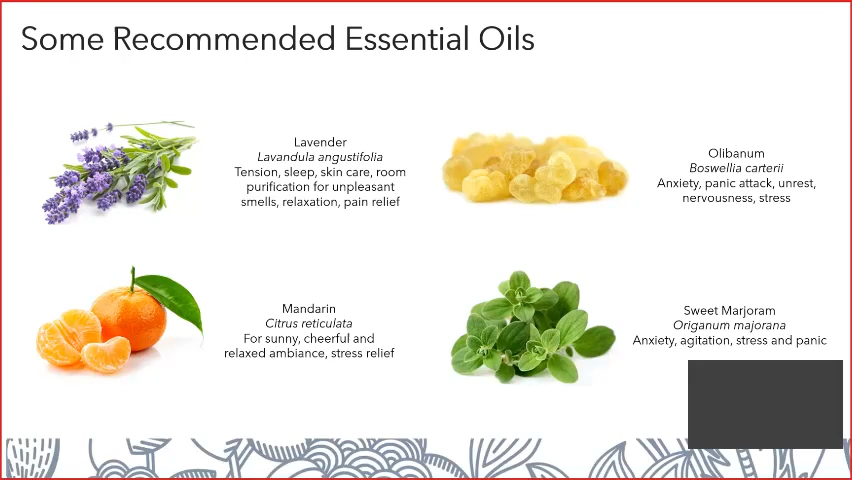 Some Recommended Essential Oils
Lavender
Lavandula angustifolia
Tension, sleep, skin care, room
purification for unpleasant
smells, relaxation, pain relief
Olibanum
Boswellia carterii
Anxiety, panic attack, unrest,
nervousness, stress
Mandarin
Citrus reticulata
For sunny, cheerful and
relaxed ambiance, stress relief
Sweet Marjoram
Origanum majorana
Anxiety, agitation, stress and panic